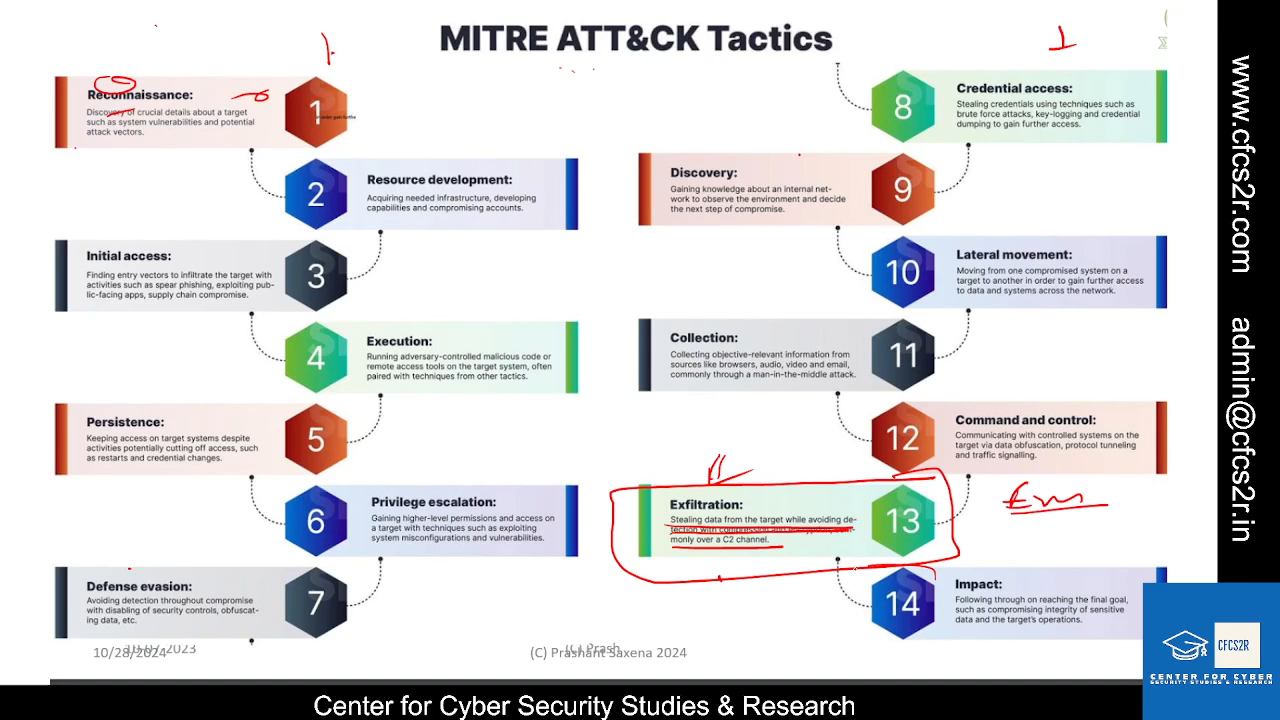 MITRE ATT&CK Tactics
Reconnaissance:
Discovery of crucial details about a target
such as system vulnerabilities and potential
attack vectors.
1
2
Resource development:
Acquiring needed infrastructure, developing
capabilities and compromising accounts.
Initial access:
Finding entry vectors to infiltrate the target with
activities such as spear phishing, exploiting pub-
lic-facing apps, supply chain compromise.
3
4
Execution:
Running adversary-controlled malicious code or
remote access tools on the target system, often
paired with techniques from other tactics.
Persistence:
Keeping access on target systems despite
activities potentially cutting off access, such
as restarts and credential changes.
5
6
Privilege escalation:
Gaining higher-level permissions and access on
a target with techniques such as exploiting
system misconfigurations and vulnerabilities.
Defense evasion:
Avoiding detection throughout compromise
with disabling of security controls, obfuscat-
ing data, etc.
7
8
Credential access:
Stealing credentials using techniques such as
brute force attacks, key-logging and credential
dumping to gain further access.
Discovery:
Gaining knowledge about an internal net-
work to observe the environment and decide
the next step of compromise.
9
10
Lateral movement:
Moving from one compromised system on a
target to another in order to gain further access
to data and systems across the network.
Collection:
Collecting objective-relevant information from
sources like browsers, audio, video and email,
commonly through a man-in-the-middle attack.
11
12
Command and control:
Communicating with controlled systems on the
target via data obfuscation, protocol tunneling
and traffic signalling.
Exfiltration:
Stealing data from the target while avoiding de-
tection with compression and
monly over a C2 channel.
13
14
Impact:
Following through on reaching the final goal,
such as compromising integrity of sensitive
data and the target's operations.
10/28/2024
(C) Prashant Saxena 2024
(C) Prash
www.cfcs2r.com admin@cfcs2r.in
CFCS2R
CENTER FOR CYBER
SECURITY STUDIES & RESEARCH
Center for Cyber Security Studies & Research